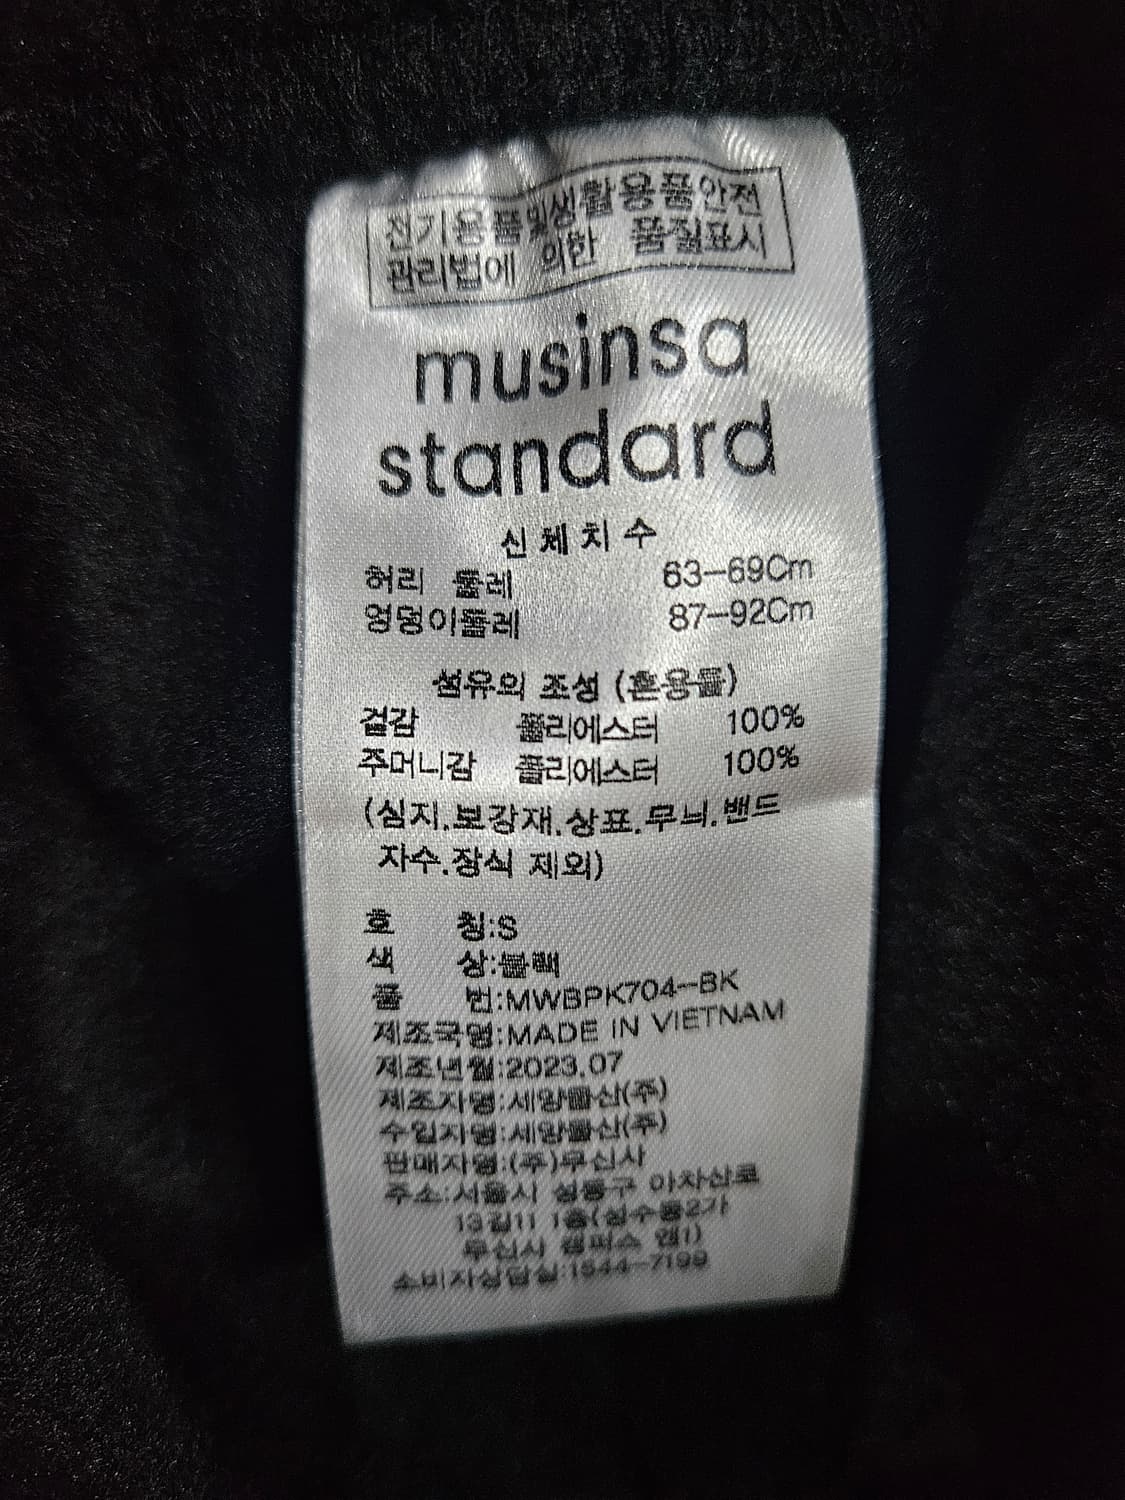 전기용품및생활용품안전
관리법에 의한 품질표시
musinsa
standard
신체치수
허리 둘레 63-69Cm
엉덩이둘레 87-92Cm
섬유의 조성 (혼용률)
겉감 폴리에스터 100%
주머니감 폴리에스터 100%
(심지.보강재.상표.무늬.밴드
자수.장식 제외)
호 칭:S
색 상:블랙
품 번:MWBPK704-BK
제조국명:MADE IN VIETNAM
제조년월:2023.07
제조자명:세양물산(주)
수입자명:세양물산(주)
판매자명:(주)무신사
주소:서울시 성동구 아차산로
13길11 1층(성수동2가
무신사 캠퍼스 엔1)
소비자상담실:1544-7199